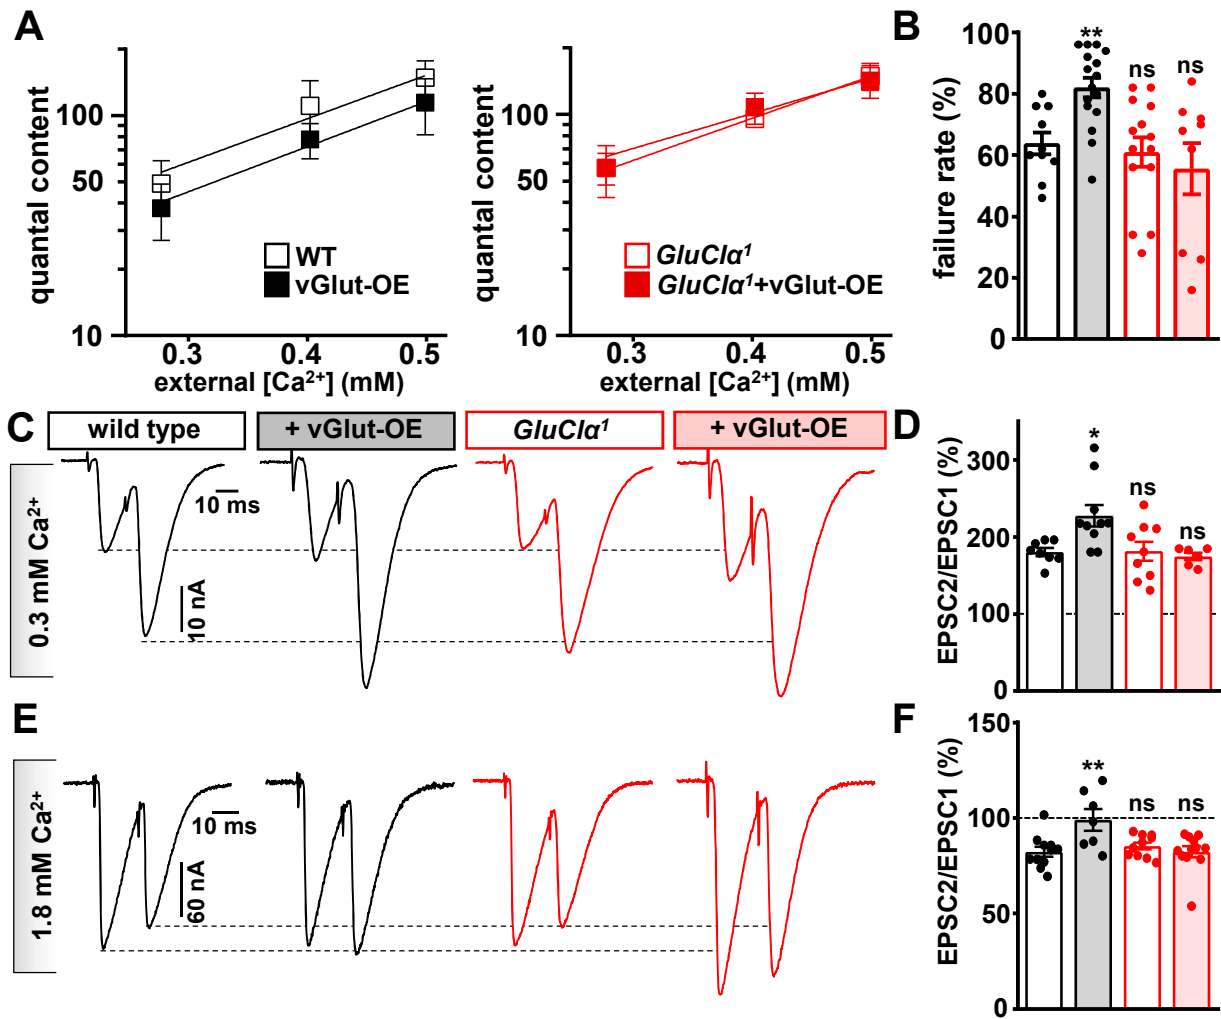 A
quantal content
100
50
10
0.3
0.4
0.5
external [Ca²⁺] (mM)
WT
vGlut-OE
quantal content
100
50
10
0.3
0.4
0.5
external [Ca²⁺] (mM)
GluClα¹
GluClα¹+vGlut-OE
B
failure rate (%)
100
80
60
40
20
0
**
ns
ns
C
wild type
+ vGlut-OE
GluClα¹
+ vGlut-OE
0.3 mM Ca²⁺
10 ms
10 nA
D
EPSC2/EPSC1 (%)
300
200
100
0
*
ns
ns
E
1.8 mM Ca²⁺
10 ms
60 nA
F
EPSC2/EPSC1 (%)
150
100
50
0
**
ns
ns